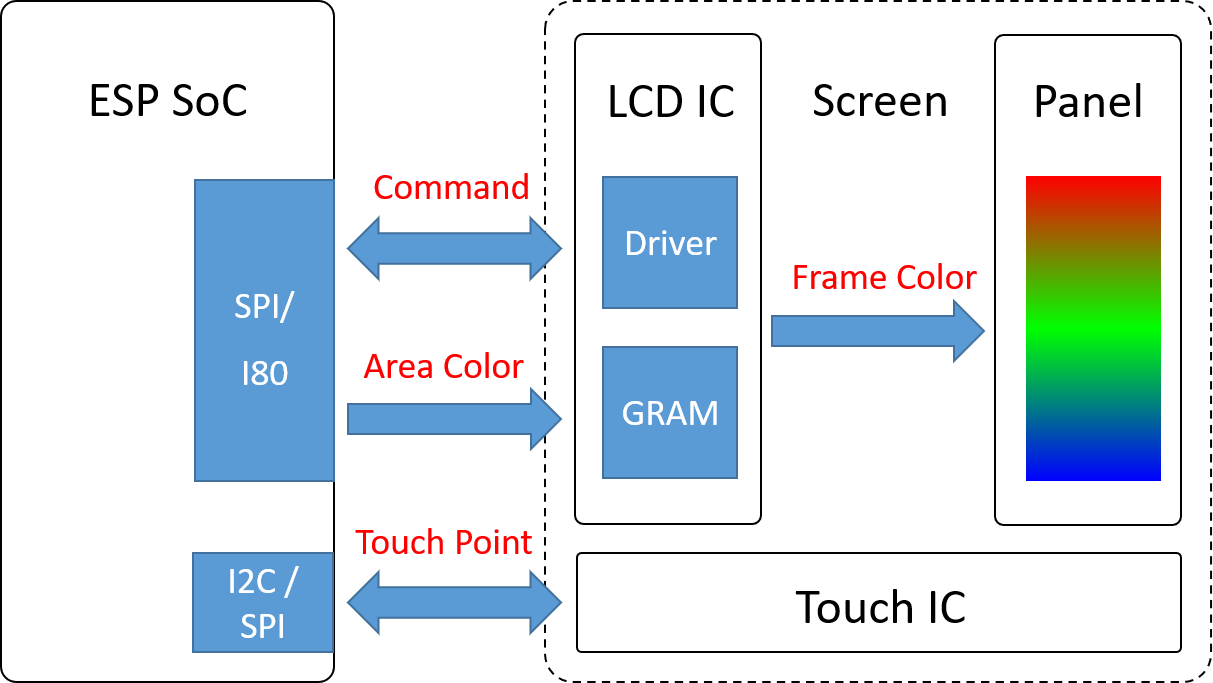 ESP SoC
LCD IC
Screen
Panel
Command
Driver
Frame Color
SPI/
I80
Area Color
GRAM
Touch Point
I2C /
SPI
Touch IC